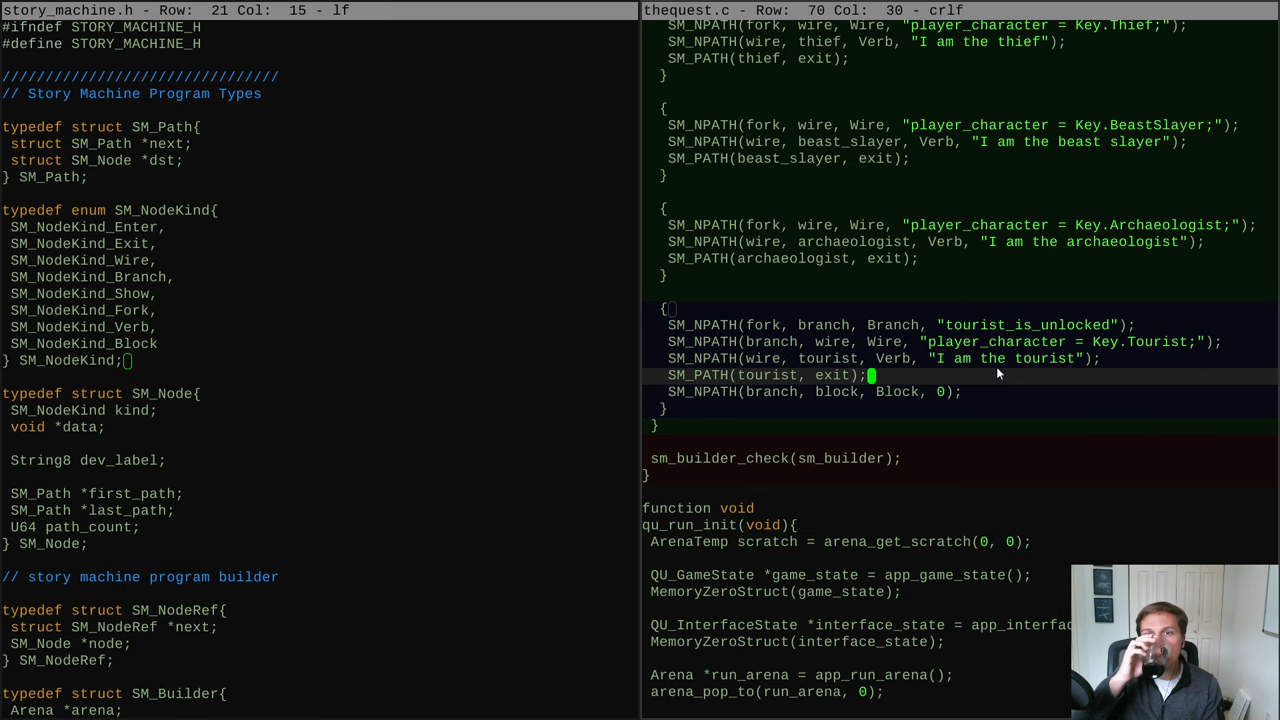 story_machine.h - Row:  21 Col:  15 - lf
#ifndef STORY_MACHINE_H
#define STORY_MACHINE_H
////////////////////////////////
// Story Machine Program Types
typedef struct SM_Path{
 struct SM_Path *next;
 struct SM_Node *dst;
} SM_Path;
typedef enum SM_NodeKind{
 SM_NodeKind_Enter,
 SM_NodeKind_Exit,
 SM_NodeKind_Wire,
 SM_NodeKind_Branch,
 SM_NodeKind_Show,
 SM_NodeKind_Fork,
 SM_NodeKind_Verb,
 SM_NodeKind_Block
} SM_NodeKind;
typedef struct SM_Node{
 SM_NodeKind kind;
 void *data;
 String8 dev_label;
 SM_Path *first_path;
 SM_Path *last_path;
 U64 path_count;
} SM_Node;
// story machine program builder
typedef struct SM_NodeRef{
 struct SM_NodeRef *next;
 SM_Node *node;
} SM_NodeRef;
typedef struct SM_Builder{
 Arena *arena;
thequest.c - Row:  70 Col:  30 - crlf
SM_NPATH(fork, wire, Wire, "player_character = Key.Thief;");
SM_NPATH(wire, thief, Verb, "I am the thief");
SM_PATH(thief, exit);
}
{
SM_NPATH(fork, wire, Wire, "player_character = Key.BeastSlayer;");
SM_NPATH(wire, beast_slayer, Verb, "I am the beast slayer");
SM_PATH(beast_slayer, exit);
}
{
SM_NPATH(fork, wire, Wire, "player_character = Key.Archaeologist;");
SM_NPATH(wire, archaeologist, Verb, "I am the archaeologist");
SM_PATH(archaeologist, exit);
}
{
SM_NPATH(fork, branch, Branch, "tourist_is_unlocked");
SM_NPATH(branch, wire, Wire, "player_character = Key.Tourist;");
SM_NPATH(wire, tourist, Verb, "I am the tourist");
SM_PATH(tourist, exit);
SM_NPATH(branch, block, Block, 0);
}
}
sm_builder_check(sm_builder);
}
function void
qu_run_init(void){
ArenaTemp scratch = arena_get_scratch(0, 0);
QU_GameState *game_state = app_game_state();
MemoryZeroStruct(game_state);
QU_InterfaceState *interface_state = app_interfac
MemoryZeroStruct(interface_state);
Arena *run_arena = app_run_arena();
arena_pop_to(run_arena, 0);